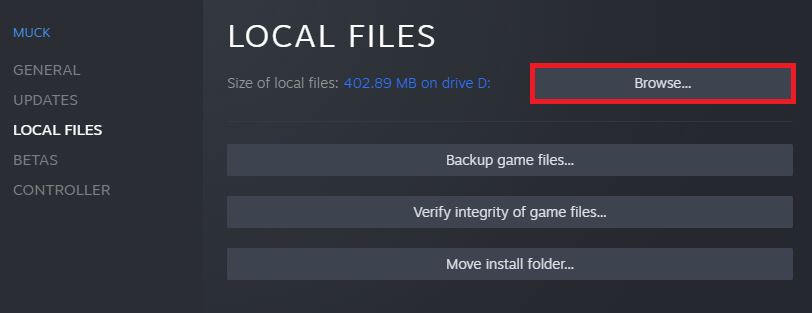 MUCK
GENERAL
UPDATES
LOCAL FILES
BETAS
CONTROLLER
LOCAL FILES
Size of local files: 402.89 MB on drive D:
Browse...
Backup game files...
Verify integrity of game files...
Move install folder...